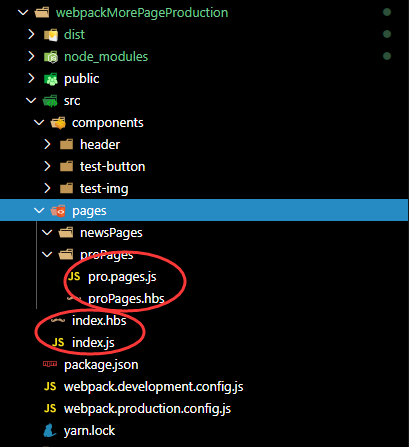 webpackMorePageProduction
dist
node_modules
public
src
components
header
test-button
test-img
pages
newsPages
proPages
JS pro.pages.js
proPages.hbs
index.hbs
JS index.js
package.json
JS webpack.development.config.js
JS webpack.production.config.js
yarn.lock